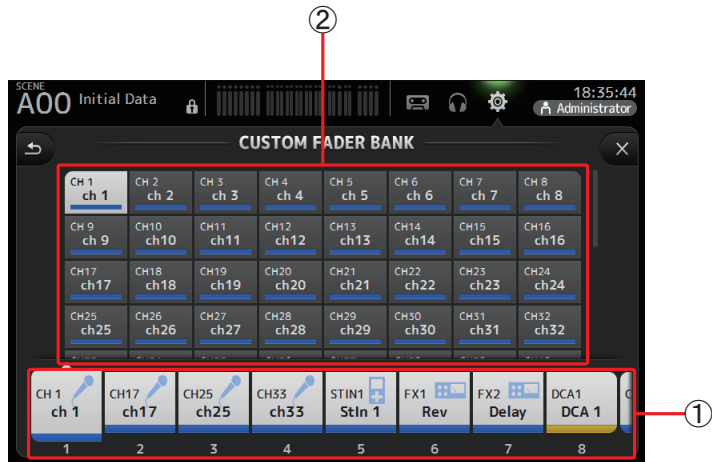 ②
SCENE
A00 Initial Data
18:35:44
Administrator
CUSTOM FADER BANK
CH 1 CH 2 CH 3 CH 4 CH 5 CH 6 CH 7 CH 8
ch 1 ch 2 ch 3 ch 4 ch 5 ch 6 ch 7 ch 8
CH 9 CH10 CH11 CH12 CH13 CH14 CH15 CH16
ch 9 ch10 ch11 ch12 ch13 ch14 ch15 ch16
CH17 CH18 CH19 CH20 CH21 CH22 CH23 CH24
ch17 ch18 ch19 ch20 ch21 ch22 ch23 ch24
CH25 CH26 CH27 CH28 CH29 CH30 CH31 CH32
ch25 ch26 ch27 ch28 ch29 ch30 ch31 ch32
CH 1 CH17 CH25 CH33 STIN1 FX1 FX2 DCA1
ch 1 ch17 ch25 ch33 StIn 1 Rev Delay DCA 1
1 2 3 4 5 6 7 8
①